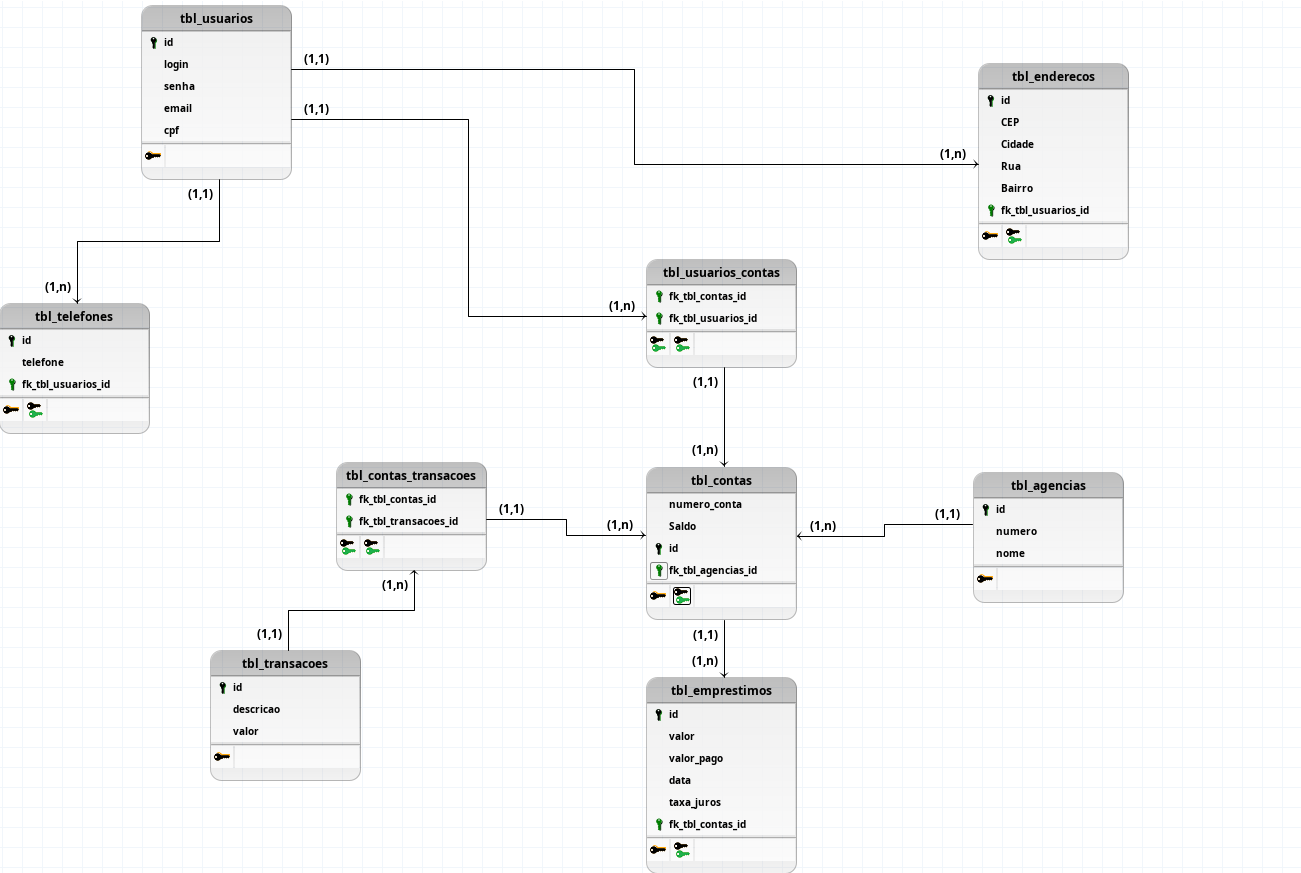 tbl_usuarios
id
login
senha
email
cpf
(1,1)
(1,1)
(1,1)
(1,n)
tbl_enderecos
id
CEP
Cidade
Rua
Bairro
fk_tbl_usuarios_id
(1,n)
tbl_telefones
id
telefone
fk_tbl_usuarios_id
(1,n)
tbl_usuarios_contas
fk_tbl_contas_id
fk_tbl_usuarios_id
(1,1)
(1,n)
tbl_contas_transacoes
fk_tbl_contas_id
fk_tbl_transacoes_id
(1,1)
(1,n)
(1,n)
(1,1)
tbl_contas
numero_conta
Saldo
id
fk_tbl_agencias_id
(1,n)
(1,1)
tbl_agencias
id
numero
nome
(1,1)
(1,n)
tbl_transacoes
id
descricao
valor
tbl_emprestimos
id
valor
valor_pago
data
taxa_juros
fk_tbl_contas_id